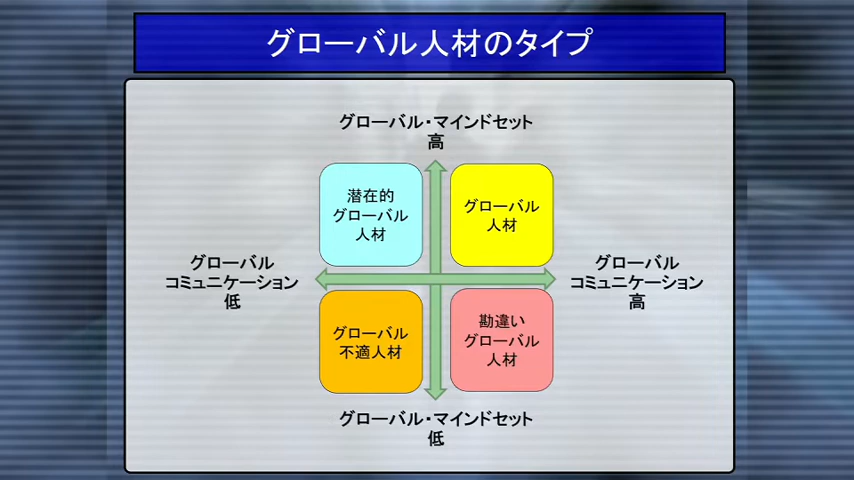 グローバル人材のタイプ
グローバル・マインドセット
高
潜在的
グローバル
人材
グローバル
人材
グローバル
コミュニケーション
低
グローバル
コミュニケーション
高
グローバル
不適人材
勘違い
グローバル
人材
グローバル・マインドセット
低